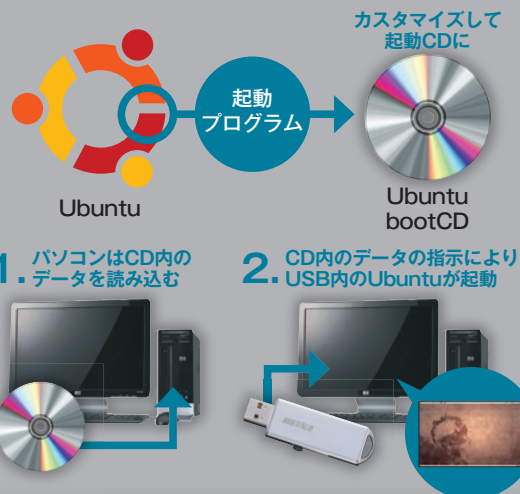 カスタマイズして
起動CDに
起動
プログラム
Ubuntu
Ubuntu
bootCD
1. パソコンはCD内の
データを読み込む
2. CD内のデータの指示により
USB内のUbuntuが起動
BUFFALO